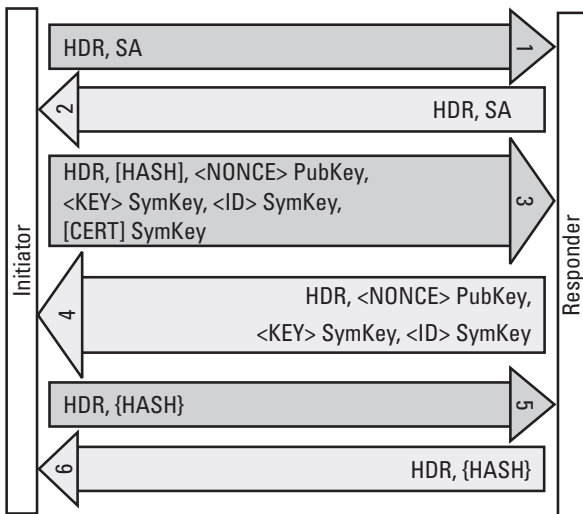 Initiator
Responder
HDR, SA
1
2
HDR, SA
HDR, [HASH], <NONCE> PubKey,
<KEY> SymKey, <ID> SymKey,
[CERT] SymKey
3
4
HDR, <NONCE> PubKey,
<KEY> SymKey, <ID> SymKey
HDR, {HASH}
5
6
HDR, {HASH}